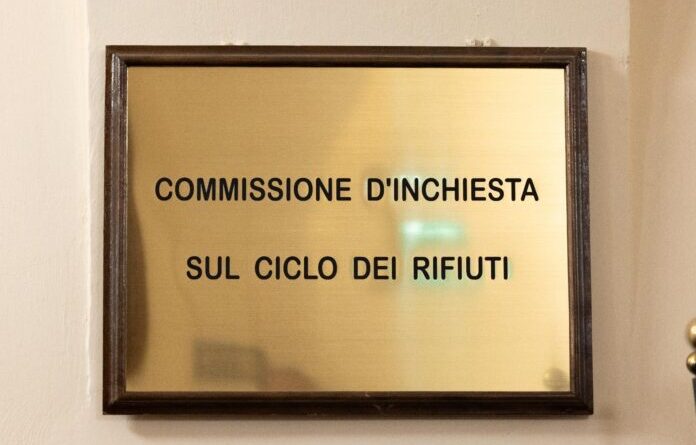 COMMISSIONE D'INCHIESTA
SUL CICLO DEI RIFIUTI